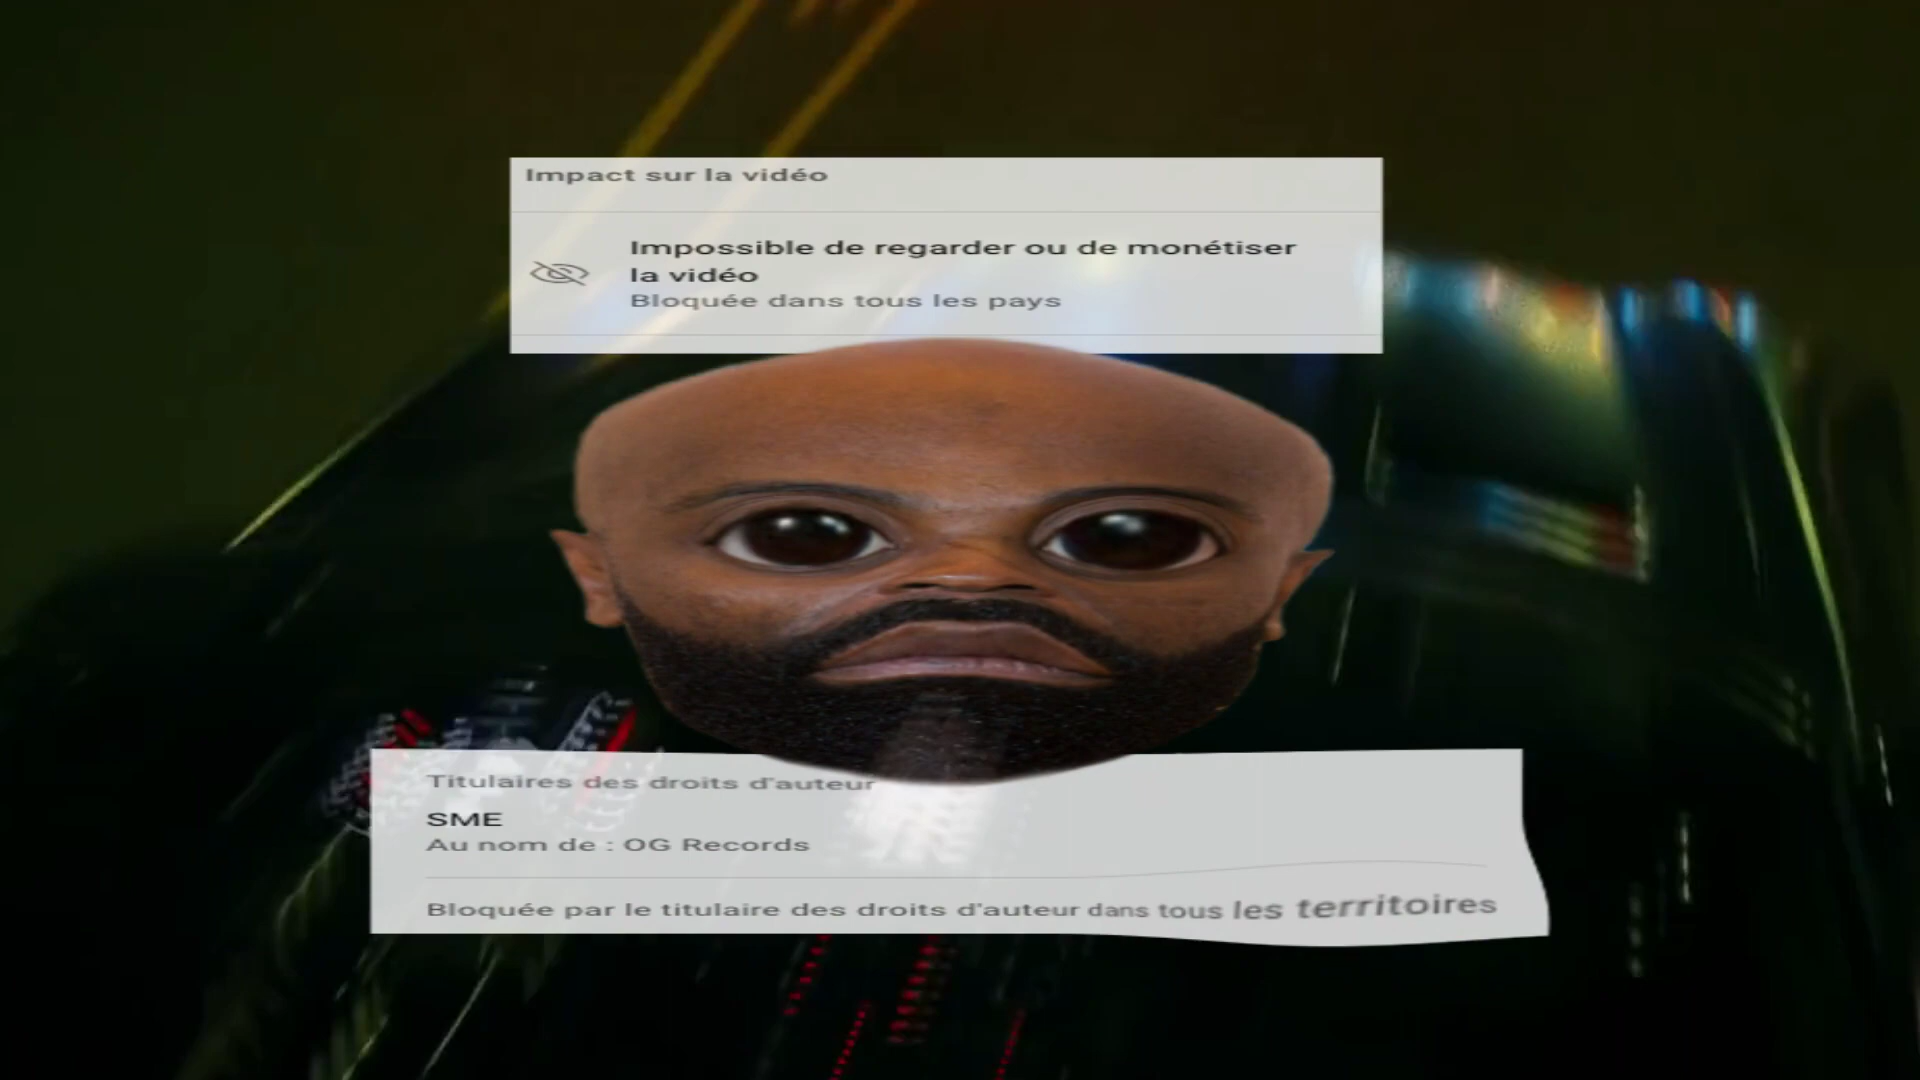 Impact sur la vidéo
Impossible de regarder ou de monétiser
la vidéo
Bloquée dans tous les pays
Titulaires des droits d'auteur
SME
Au nom de : OG Records
Bloquée par le titulaire des droits d'auteur dans tous les territoires